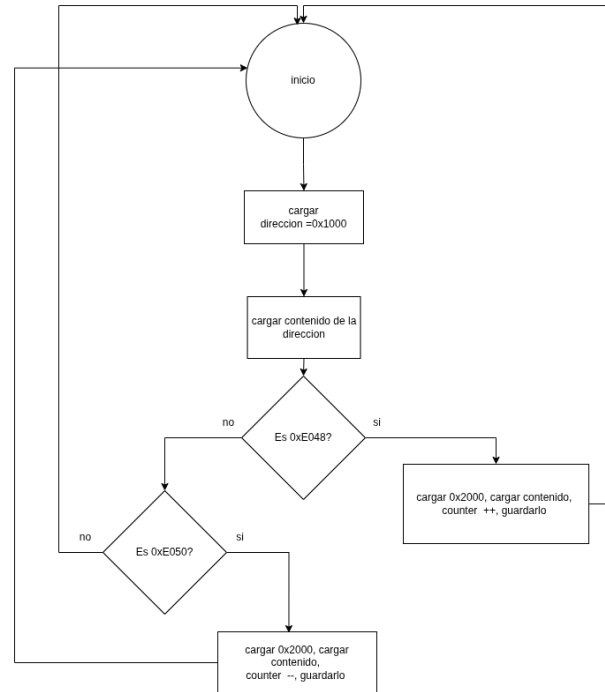 inicio
cargar
direccion =0x1000
cargar contenido de la
direccion
no
Es 0xE048?
si
cargar 0x2000, cargar contenido,
counter ++, guardarlo
no
Es 0xE050?
si
cargar 0x2000, cargar
contenido,
counter --, guardarlo